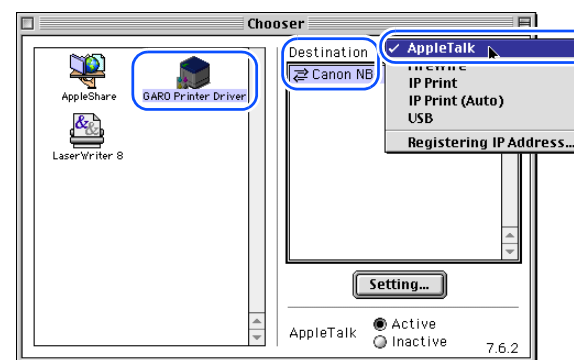 Chooser
AppleShare
GARO Printer Driver
LaserWriter 8
Destination
Canon NB
AppleTalk
FireWire
IP Print
IP Print (Auto)
USB
Registering IP Address...
Setting...
AppleTalk
Active
Inactive
7.6.2